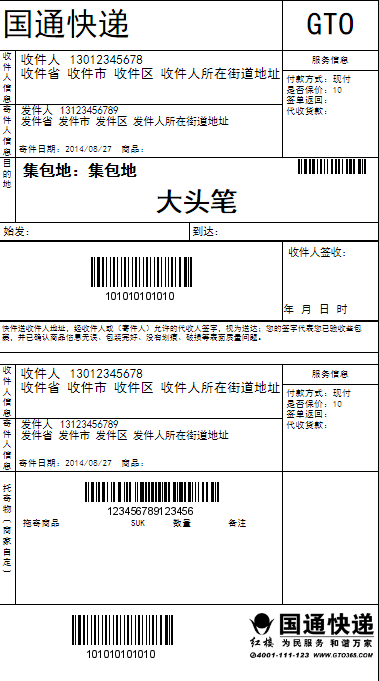 国通快递
GTO
收件人信息
收件人 13012345678
收件省 收件市 收件区 收件人所在街道地址
服务信息
付款方式：现付
是否保价：10
签单返回：
代收货款：
寄件人信息
发件人 13123456789
发件省 发件市 发件区 发件人所在街道地址
寄件日期：2014/08/27 商品：
目的地
集包地：集包地
大头笔
始发：
到达：
101010101010
收件人签收：
年 月 日 时
快件送收件人地址，经收件人或（寄件人）允许的代收人签字，视为送达；您的签字代表您已验收此包
裹，并已确认商品信息无误、包装完好、没有划痕、破损等表面质量问题。
收件人信息
收件人 13012345678
收件省 收件市 收件区 收件人所在街道地址
服务信息
付款方式：现付
是否保价：10
签单返回：
代收货款：
寄件人信息
发件人 13123456789
发件省 发件市 发件区 发件人所在街道地址
寄件日期：2014/08/27 商品：
托寄物（商家自定）
123456789123456
拖寄商品 SUK 数量 备注
101010101010
红楼
国通快递
为民服务 和谐万家
4001-111-123 WWW.GTO365.COM